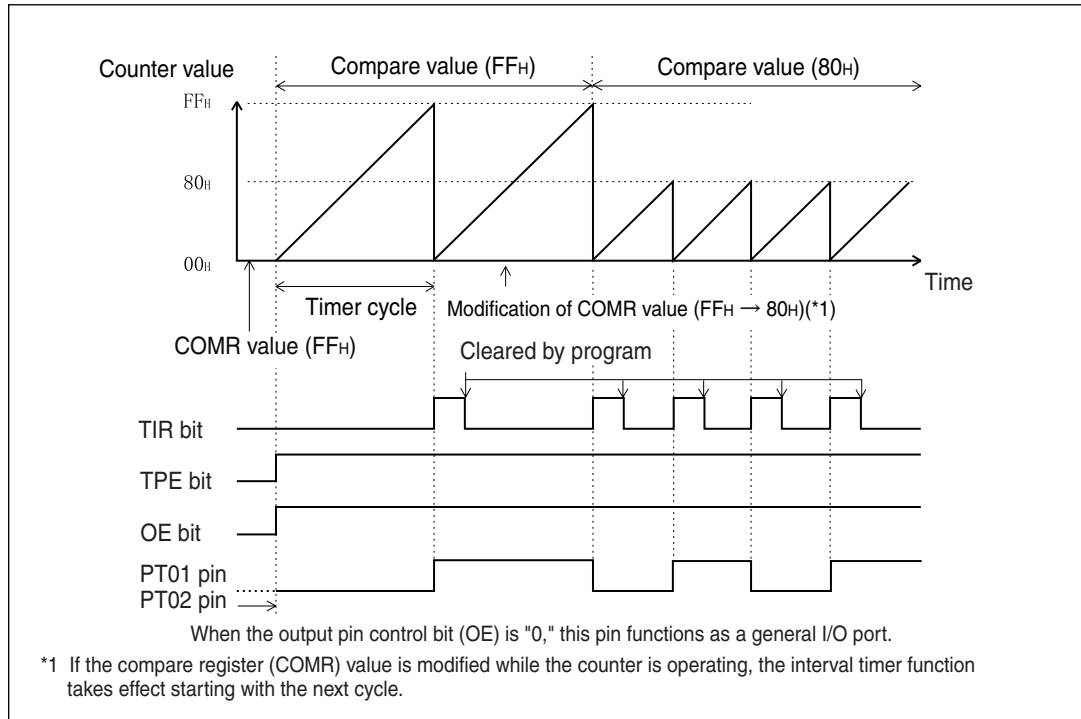 Counter value
Compare value (FFH)
Compare value (80H)
FFH
80H
00H
Time
Timer cycle
Modification of COMR value (FFH → 80H)(*1)
COMR value (FFH)
Cleared by program
TIR bit
TPE bit
OE bit
PT01 pin
PT02 pin
When the output pin control bit (OE) is "0," this pin functions as a general I/O port.
*1 If the compare register (COMR) value is modified while the counter is operating, the interval timer function
takes effect starting with the next cycle.